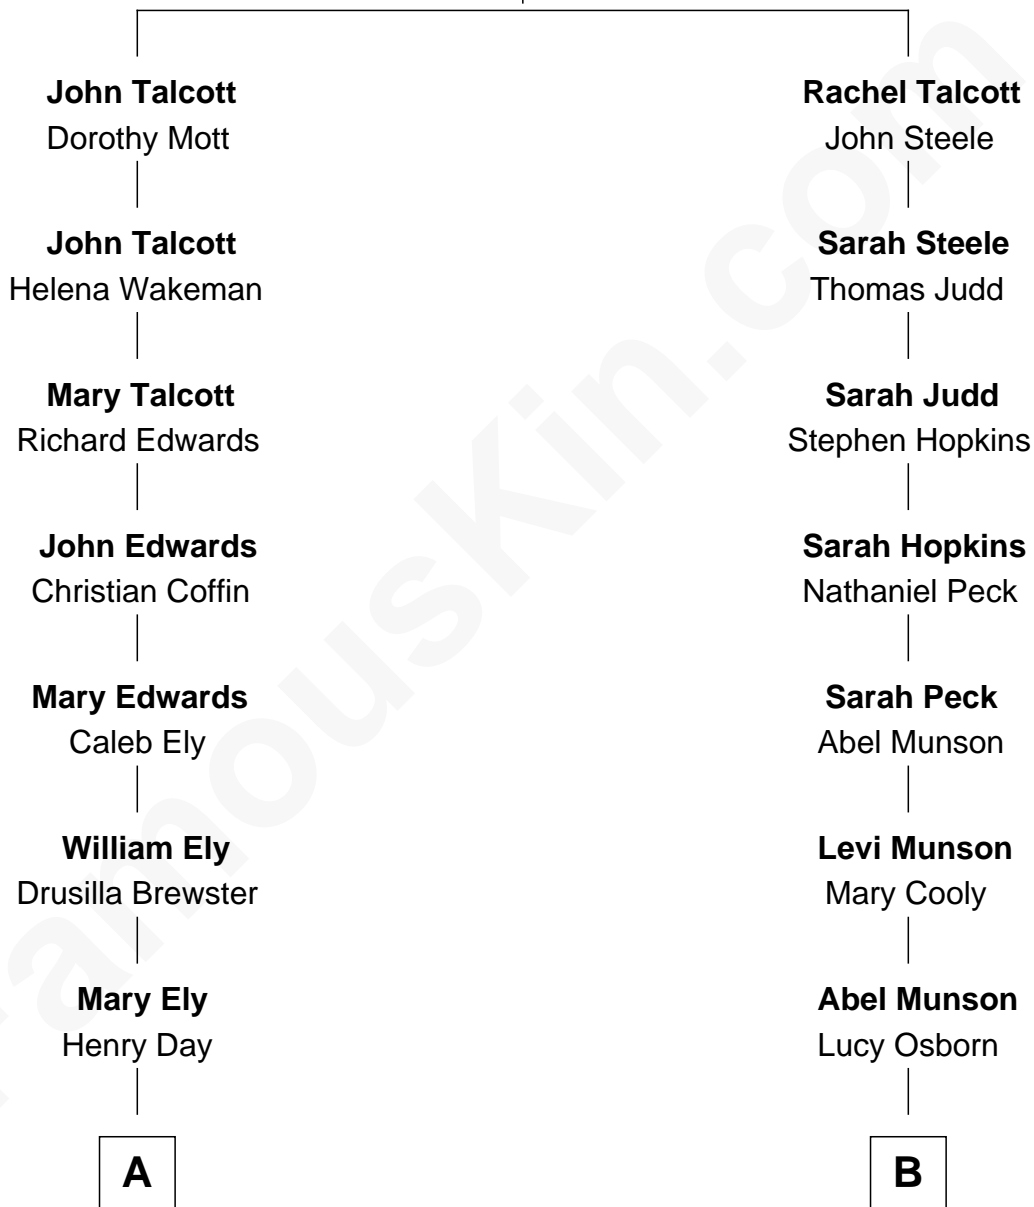 John Talcott
Dorothy Mott
Rachel Talcott
John Steele
John Talcott
Helena Wakeman
Sarah Steele
Thomas Judd
Mary Talcott
Richard Edwards
Sarah Judd
Stephen Hopkins
John Edwards
Christian Coffin
Sarah Hopkins
Nathaniel Peck
Mary Edwards
Caleb Ely
Sarah Peck
Abel Munson
William Ely
Drusilla Brewster
Levi Munson
Mary Cooly
Mary Ely
Henry Day
Abel Munson
Lucy Osborn
A
B
FamousKin.com